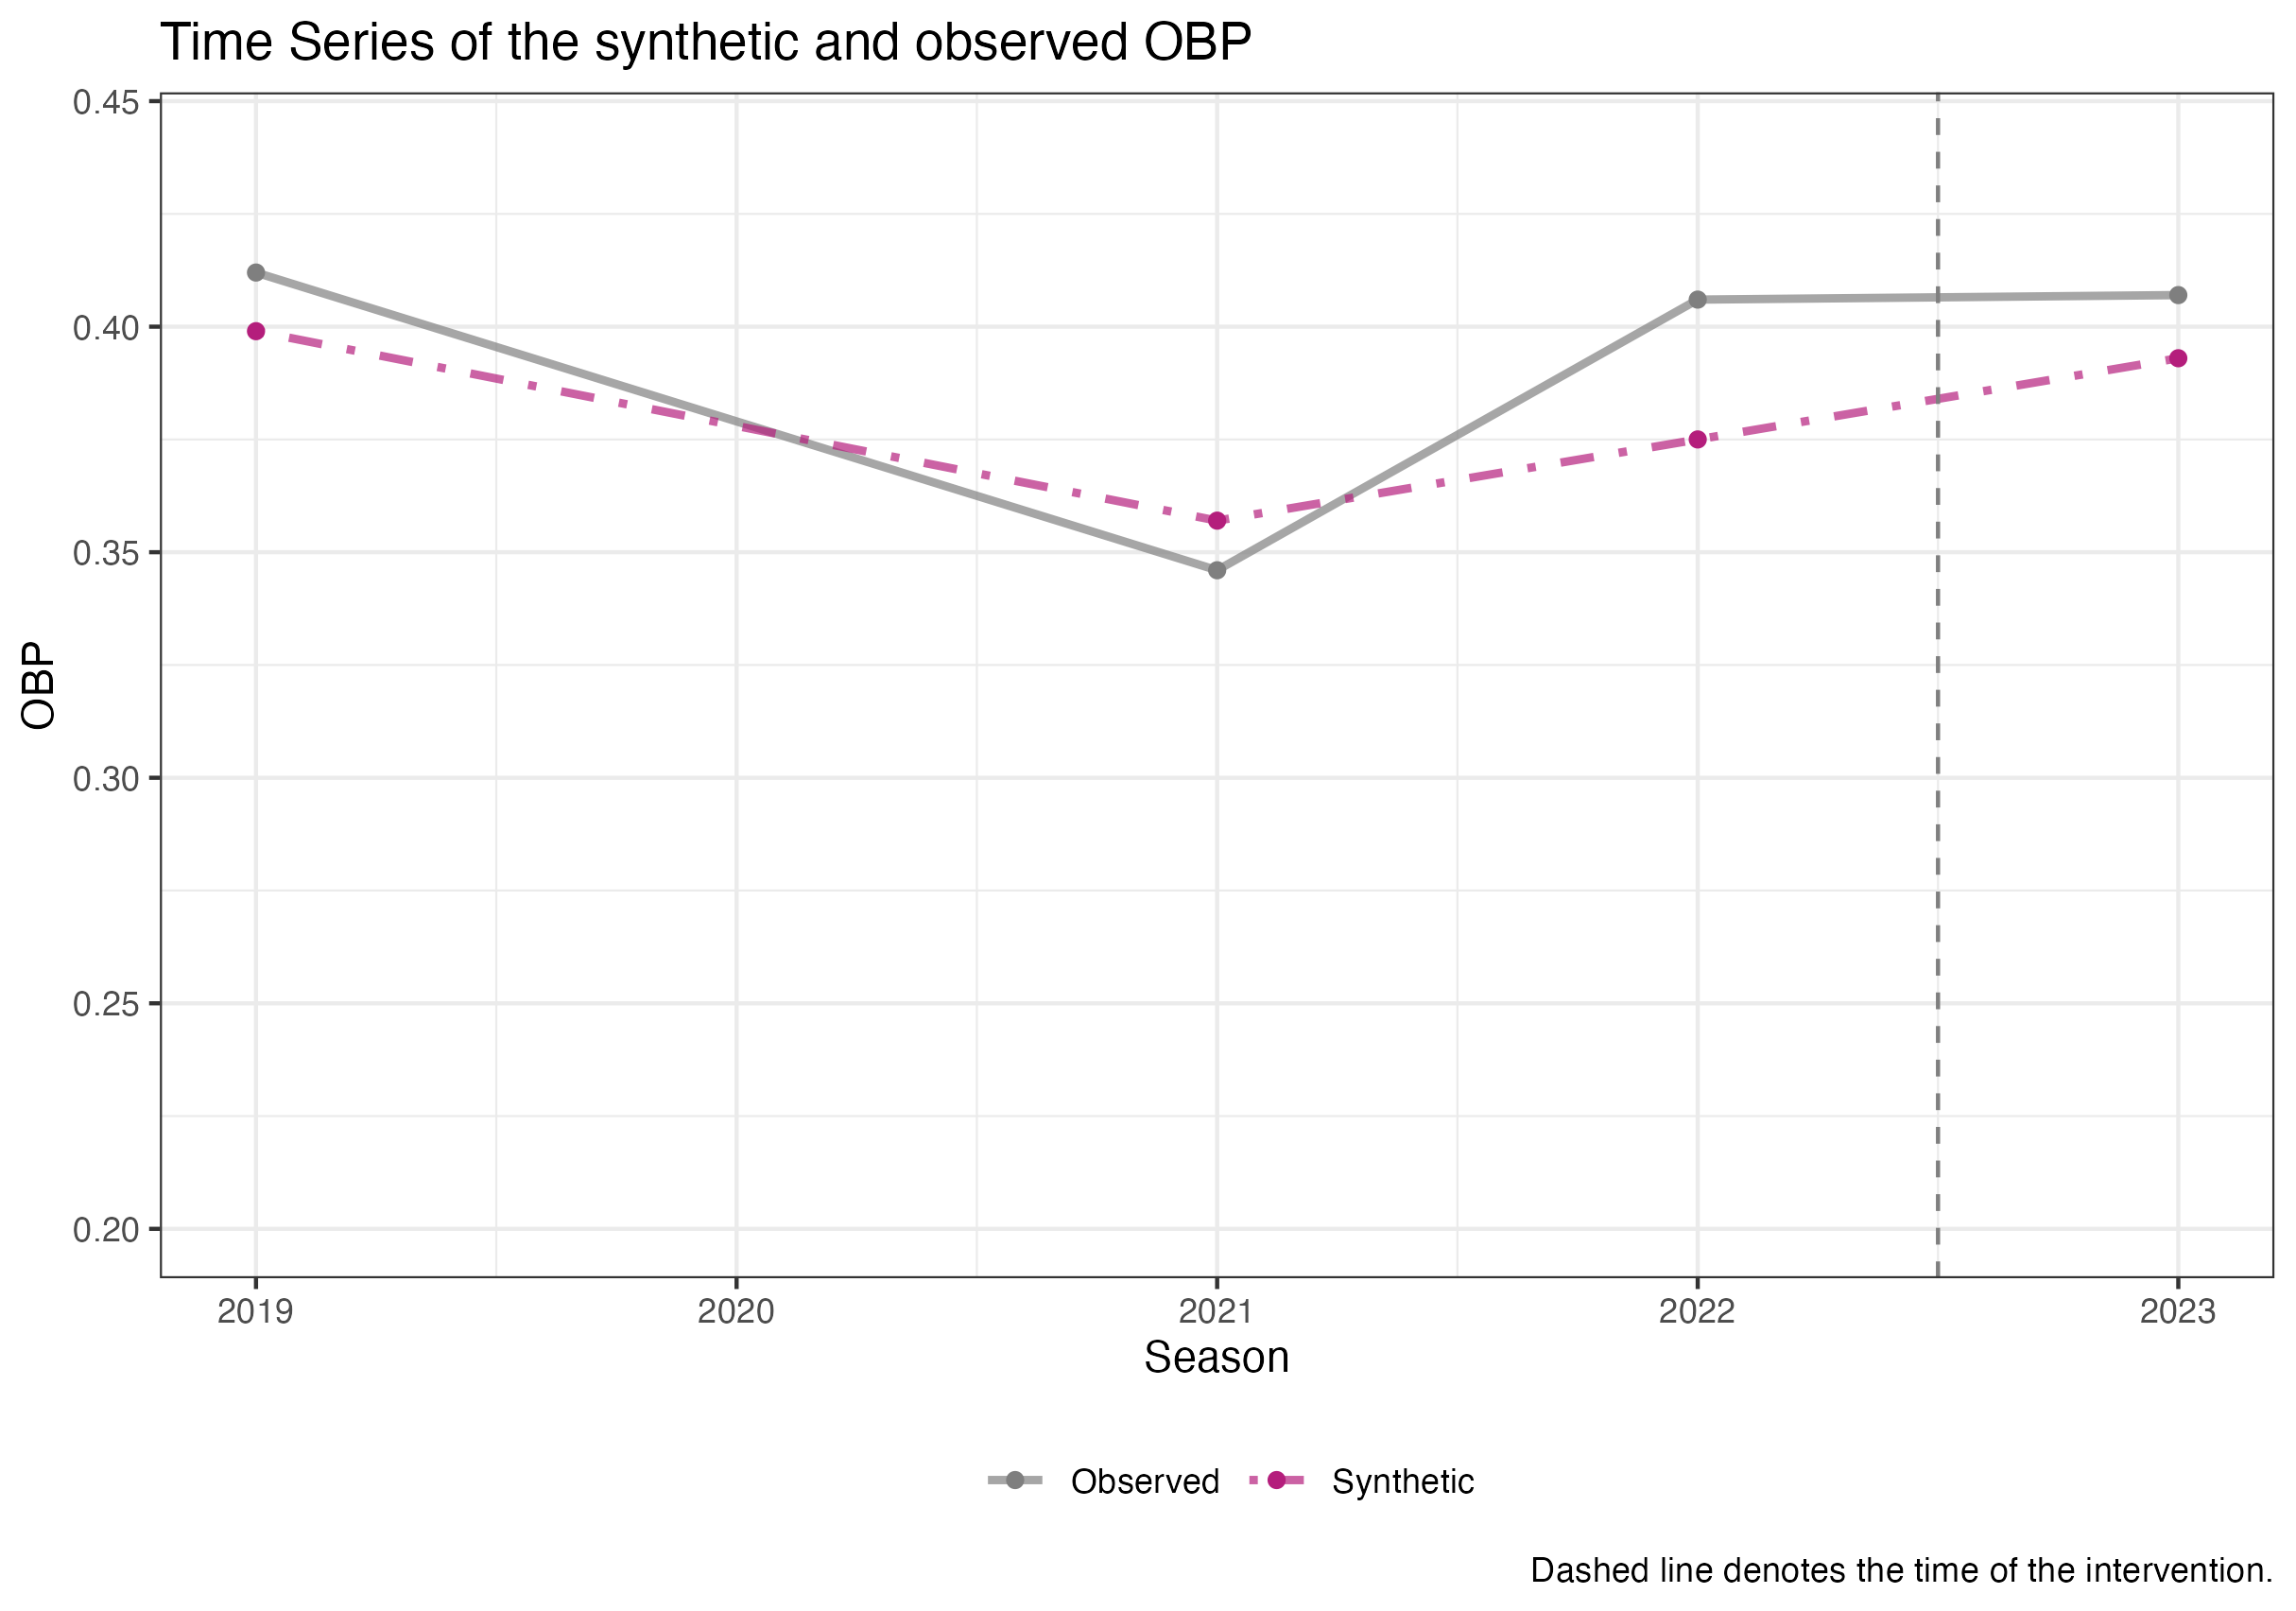 Time Series of the synthetic and observed OBP
0.45
0.40
0.35
0.30
0.25
0.20
OBP
2019 2020 2021 2022 2023
Season
Observed Synthetic
Dashed line denotes the time of the intervention.